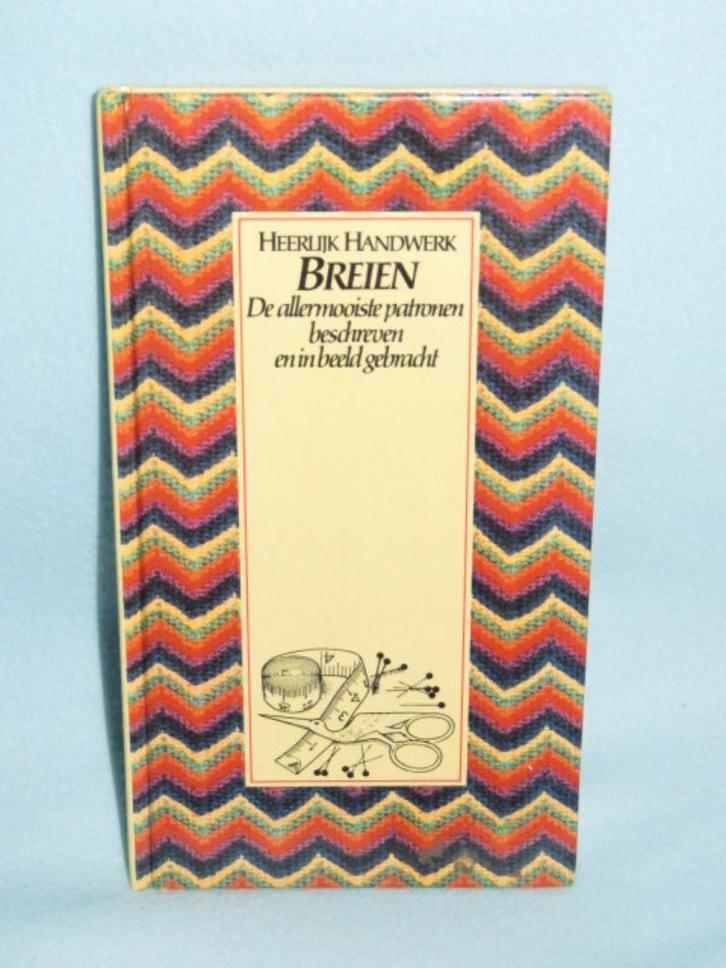 HEERLIJK HANDWERK
BREIEN
De allermooiste patronen
beschreven
en in beeld gebracht